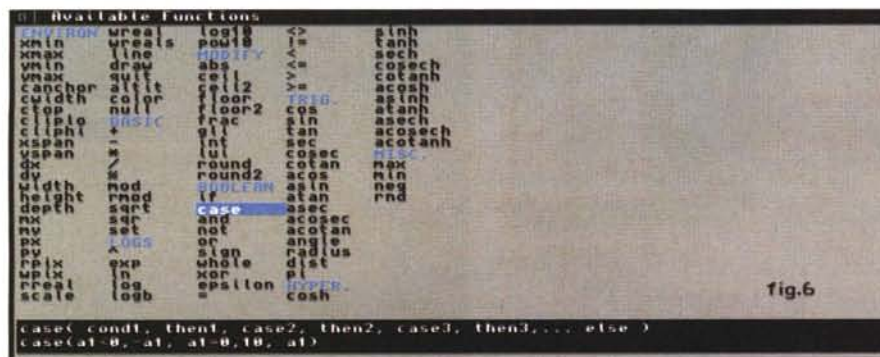 Available Functions
ENVIRON
xmin
xmax
ymin
ymax
canchor
cwidth
ctop
cliplo
cliphi
xspan
yspan
dx
dy
width
height
depth
mx
my
px
py
rpix
wpix
rreal
scale
wreal
wreals
line
draw
quit
altit
color
null
BASIC
+
-
*
/
%
mod
rmod
sqrt
sqr
set
LOGS
^
exp
ln
log
logb
log10
pow10
MODIFY
abs
ceil
ceil2
floor
floor2
frac
int
round
round2
BOOLEAN
if
case
and
not
or
sign
whole
xor
epsilon
=
<>
<
<=
>
>=
TRIG.
cos
sin
tan
sec
cosec
cotan
acos
asin
atan
asec
acosec
acotan
angle
radius
dist
pi
HYPER.
cosh
sinh
tanh
sech
cosech
cotanh
acosh
asinh
atanh
asech
acosech
acotanh
MISC.
max
min
neg
rnd
fig.6
case( cond1, then1, case2, then2, case3, then3,... else )
case(a1<0,-a1, a1=0,10, a1)